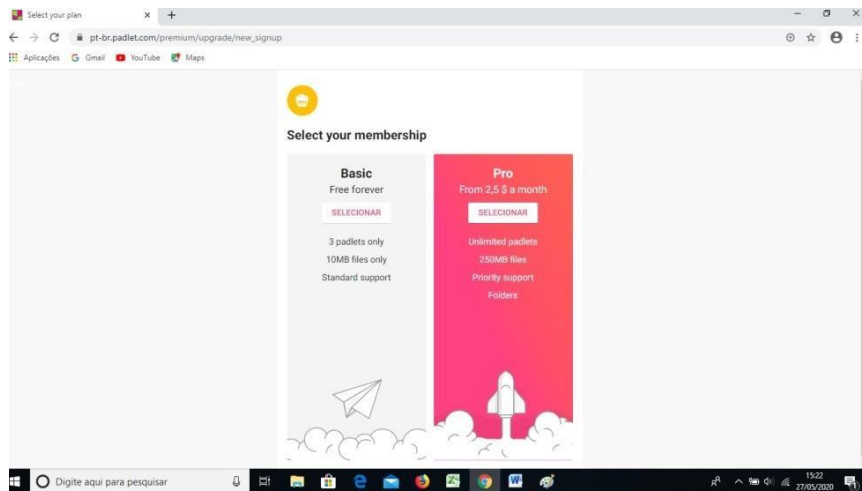 Select your plan
pt-br.padlet.com/premium/upgrade/new_signup
Aplicações Gmail YouTube Maps
Select your membership
Basic
Free forever
SELECIONAR
3 padlets only
10MB files only
Standard support
Pro
From 2,5 $ a month
SELECIONAR
Unlimited padlets
250MB files
Priority support
Folders
Digite aqui para pesquisar
15:22
27/05/2020